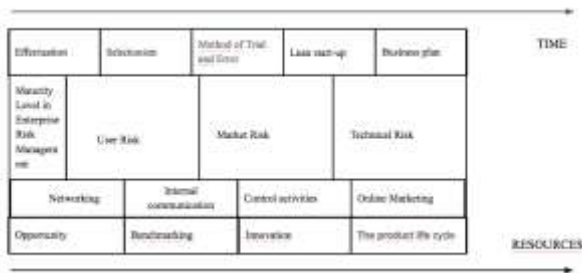 Effectuation
Selectionism
Method of Trial
and Error
Lean start-up
Business plan
TIME
Maturity
Level in
Enterprise
Risk
Managem
ent
User Risk
Market Risk
Technical Risk
Networking
Internal
communication
Control activities
Online Marketing
Opportunity
Benchmarking
Innovation
The product life cycle
RESOURCES